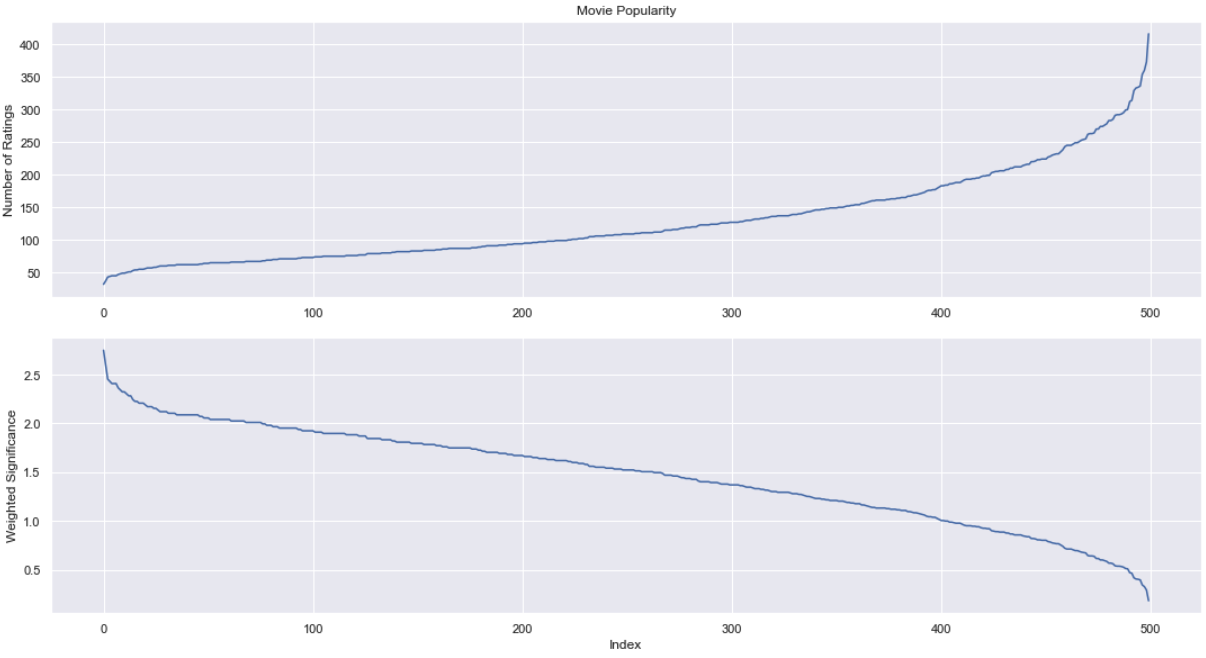 Movie Popularity
Number of Ratings
400
350
300
250
200
150
100
50
0 100 200 300 400 500
Weighted Significance
2.5
2.0
1.5
1.0
0.5
0 100 200 300 400 500
Index